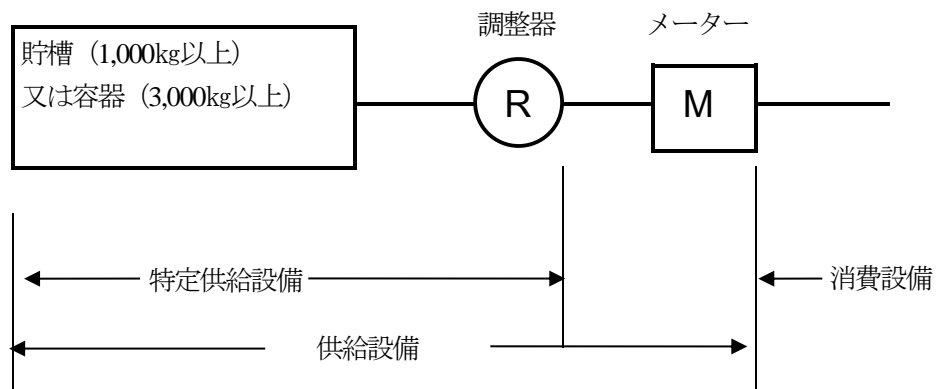 調整器
メーター
貯槽（1,000㎏以上）
又は容器（3,000㎏以上）
R
M
特定供給設備
消費設備
供給設備